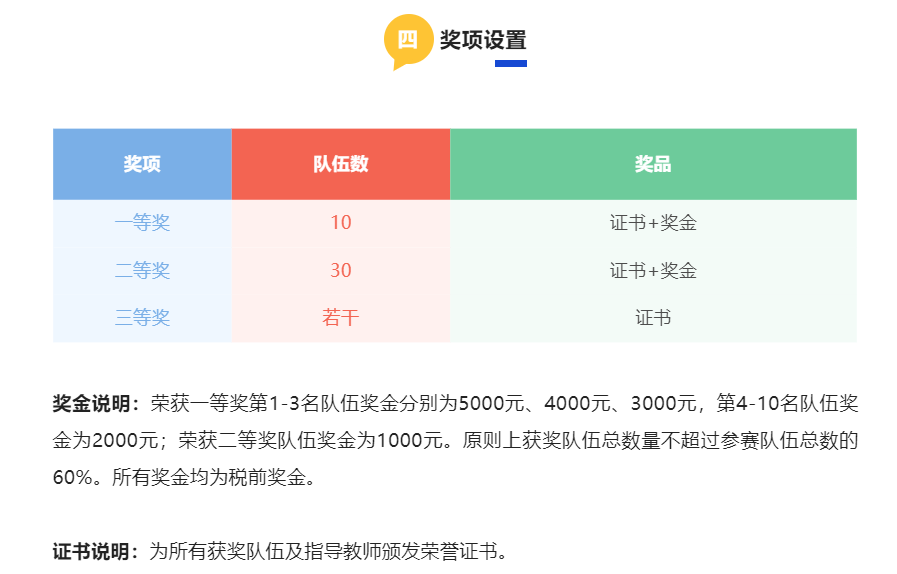 四 奖项设置
奖项 队伍数 奖品
一等奖 10 证书+奖金
二等奖 30 证书+奖金
三等奖 若干 证书
奖金说明：荣获一等奖第1-3名队伍奖金分别为5000元、4000元、3000元，第4-10名队伍奖
金为2000元；荣获二等奖队伍奖金为1000元。原则上获奖队伍总数量不超过参赛队伍总数的
60%。所有奖金均为税前奖金。
证书说明：为所有获奖队伍及指导教师颁发荣誉证书。